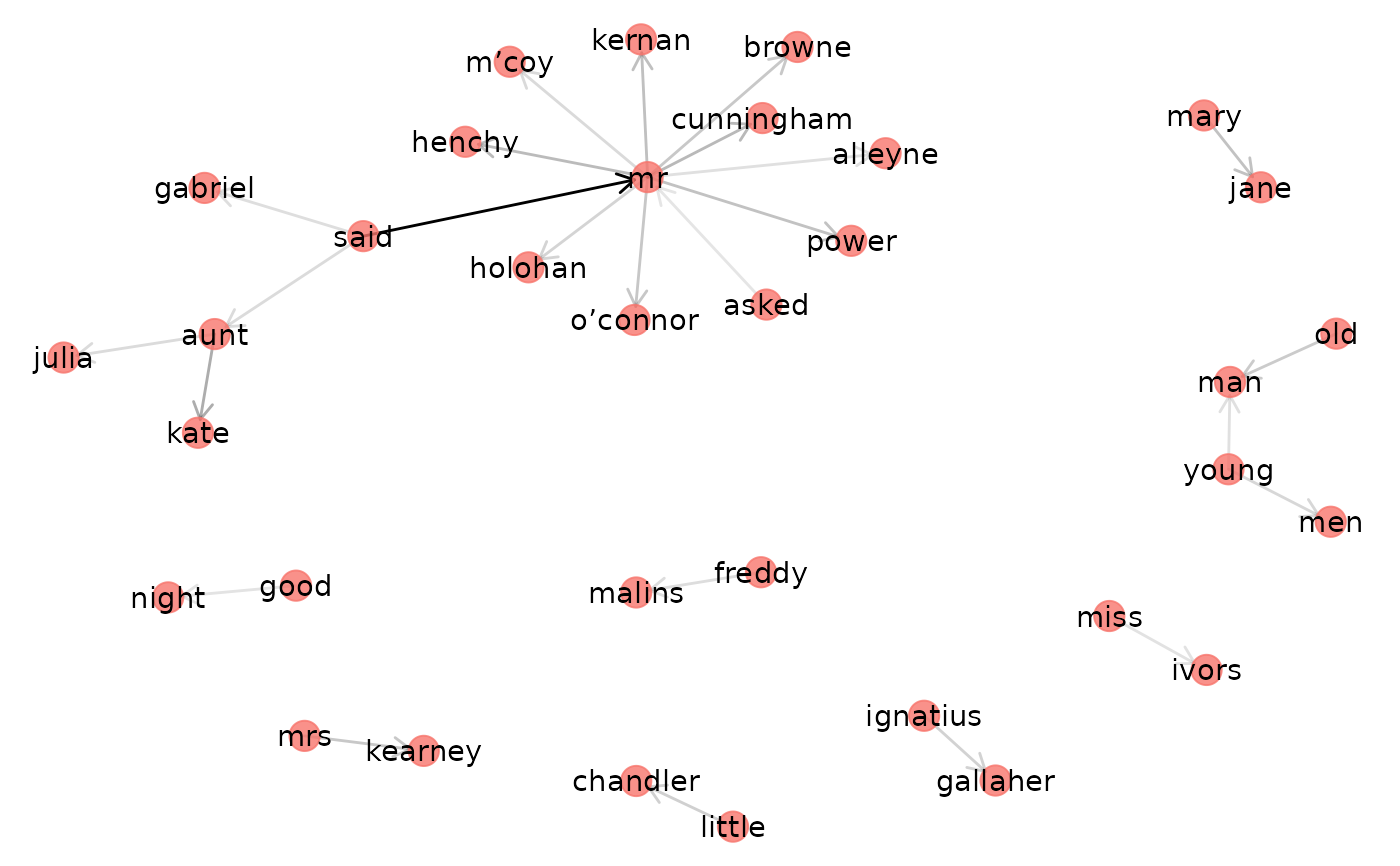 kernan
browne
m’coy
mary
cunningham
henchy
alleyne
mr
gabriel
jane
said
power
holohan
asked
o’connor
aunt
old
julia
man
kate
young
men
freddy
good
malins
night
miss
ivors
ignatius
mrs
kearney
chandler
gallaher
little